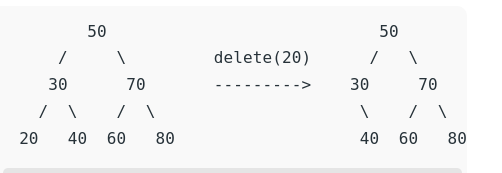 50                              50
/     \         delete(20)      /   \
30      70       --------->    30     70
/  \    /  \                     \    /  \
20   40  60   80                   40  60   80